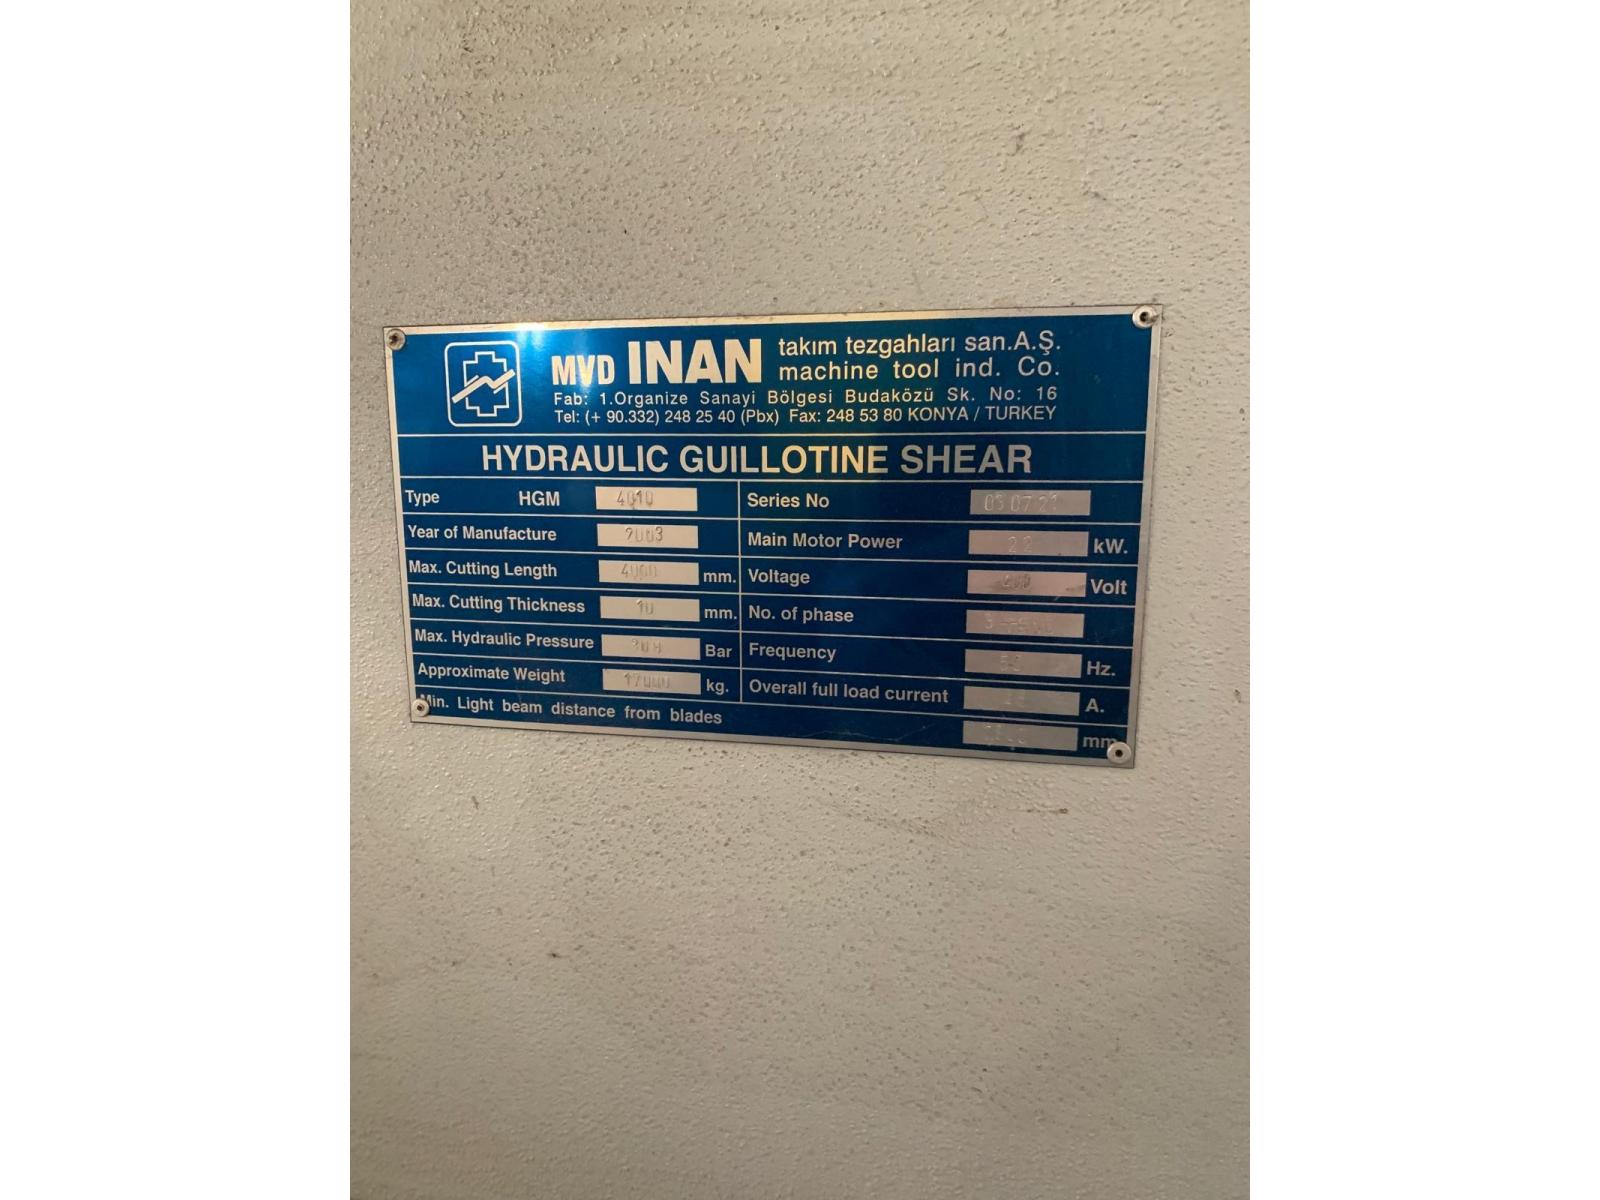 MVD INAN takım tezgahları san.A.Ş.
machine tool ind. Co.
Fab: 1.Organize Sanayi Bölgesi Budaközü Sk. No: 16
Tel: (+ 90.332) 248 25 40 (Pbx) Fax: 248 53 80 KONYA / TURKEY
HYDRAULIC GUILLOTINE SHEAR
Type HGM 4010
Year of Manufacture 2003
Max. Cutting Length 4000 mm.
Max. Cutting Thickness 10 mm.
Max. Hydraulic Pressure Bar
Approximate Weight 17000 kg.
Min. Light beam distance from blades mm
Series No 030721
Main Motor Power 22 kW.
Voltage Volt
No. of phase
Frequency Hz.
Overall full load current A.